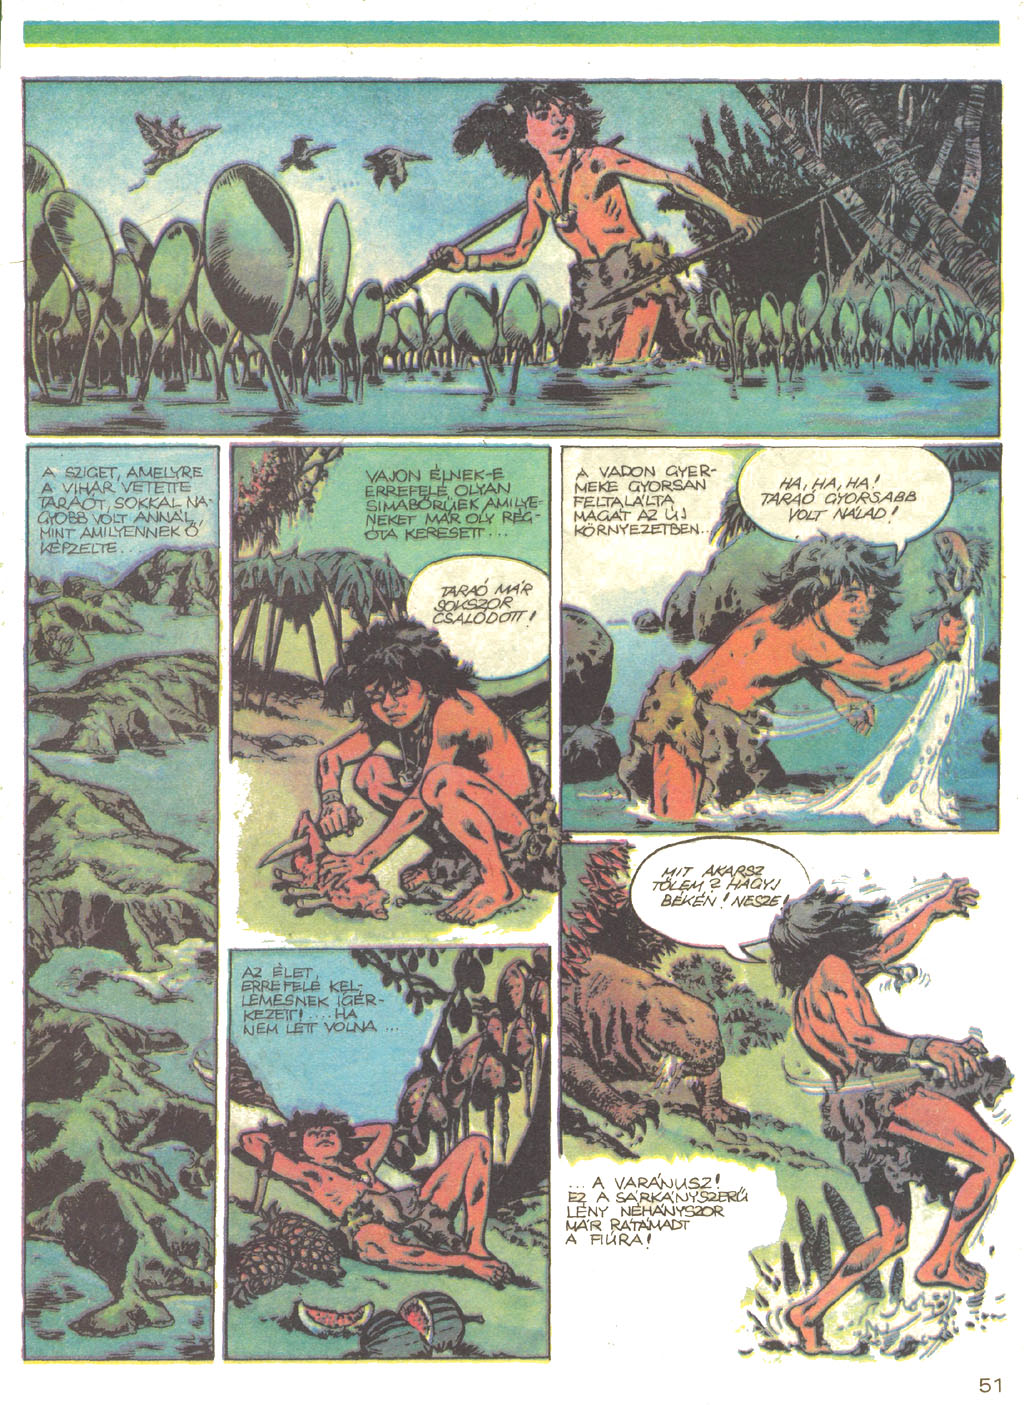 A SZIGET, AMELYRE
A VIHAR VETETTE
TARAÓT, SOKKAL NA-
GYOBB VOLT ANNÁL,
MINT AMILYENNEK Ő
KÉPZELTE...
VAJON ÉLNEK-E
ERREFELÉ OLYAN
SIMABŐRŰEK AMILYE-
NEKET MÁR OLY RÉG-
ÓTA KERESETT...
TARAÓ MÁR
SOKSZOR
CSALÓDOTT!
A VADON GYER-
MEKE GYORSAN
FELTALÁLTA
MAGÁT AZ ÚJ
KÖRNYEZETBEN...
HA, HA, HA!
TARAÓ GYORSABB
VOLT NÁLAD!
AZ ÉLET,
ERREFELÉ KEL-
LEMESNEK IGÉR-
KEZETT!....HA
NEM LETT VOLNA ...
MIT AKARSZ
TŐLEM? HAGYJ
BÉKÉN! NESZE!
... A VARÁNUSZ!
EZ A SÁRKÁNYSZERŰ
LÉNY NÉHÁNYSZOR
MÁR RÁTÁMADT
A FIÚRA!
51